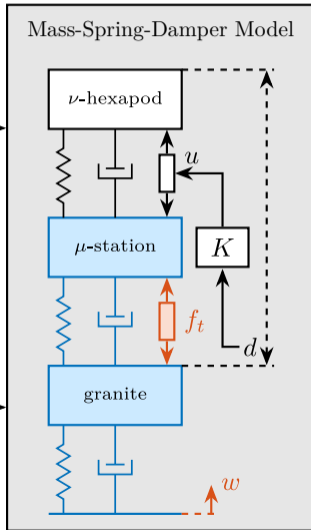 Mass-Spring-Damper Model
ν-hexapod
u
μ-station
K
f_t
d
granite
w